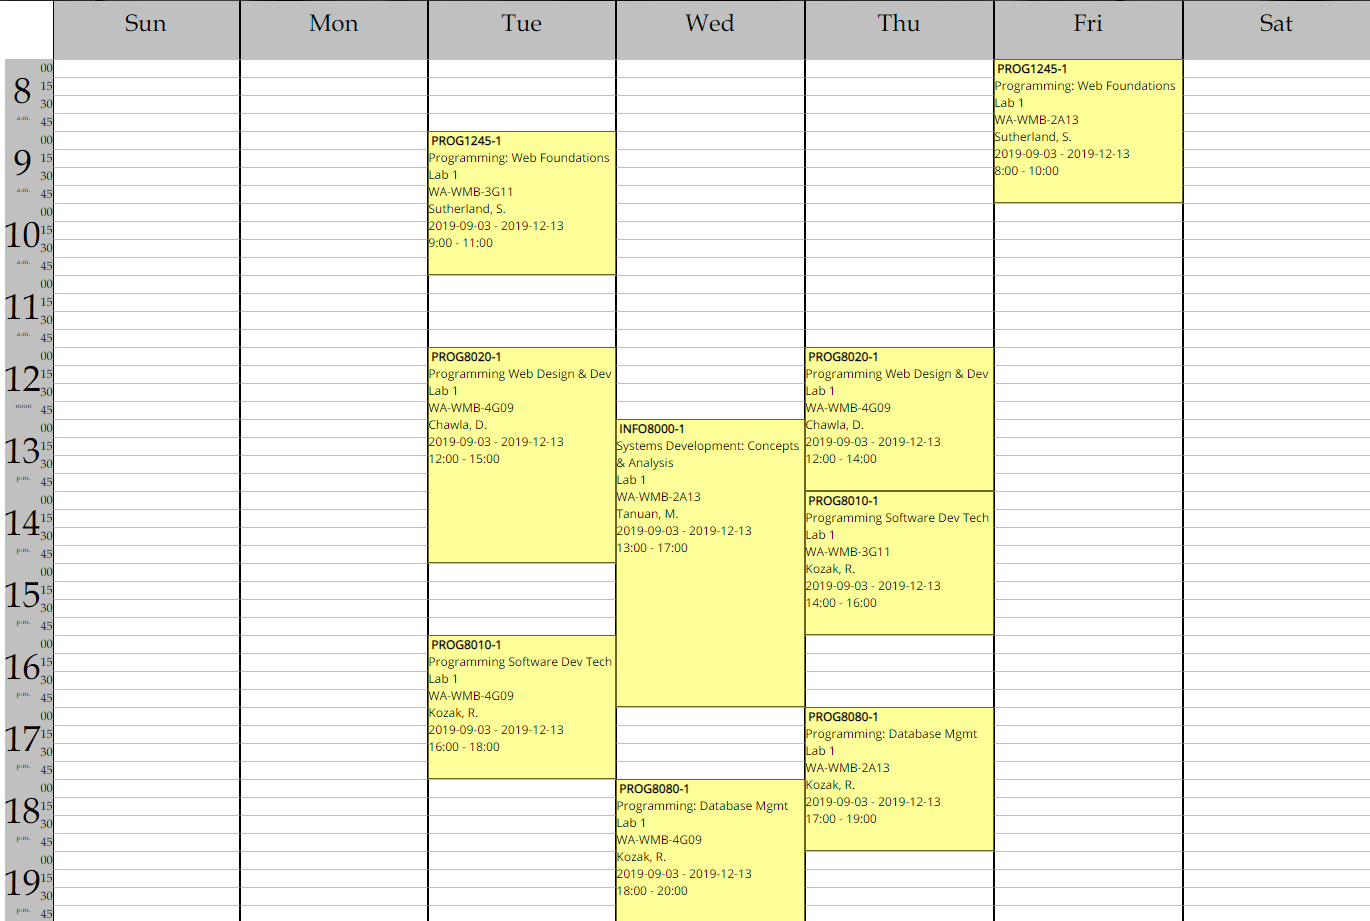 Sun Mon Tue Wed Thu Fri Sat
8 a.m. 00 15 30 45
9 a.m. 00 15 30 45
10 a.m. 00 15 30 45
11 a.m. 00 15 30 45
12 noon 00 15 30 45
13 p.m. 00 15 30 45
14 p.m. 00 15 30 45
15 p.m. 00 15 30 45
16 p.m. 00 15 30 45
17 p.m. 00 15 30 45
18 p.m. 00 15 30 45
19 p.m. 00 15 30 45
PROG1245-1
Programming: Web Foundations
Lab 1
WA-WMB-3G11
Sutherland, S.
2019-09-03 - 2019-12-13
9:00 - 11:00
PROG8020-1
Programming Web Design & Dev
Lab 1
WA-WMB-4G09
Chawla, D.
2019-09-03 - 2019-12-13
12:00 - 15:00
PROG8010-1
Programming Software Dev Tech
Lab 1
WA-WMB-4G09
Kozak, R.
2019-09-03 - 2019-12-13
16:00 - 18:00
INFO8000-1
Systems Development: Concepts
& Analysis
Lab 1
WA-WMB-2A13
Tanuan, M.
2019-09-03 - 2019-12-13
13:00 - 17:00
PROG8080-1
Programming: Database Mgmt
Lab 1
WA-WMB-4G09
Kozak, R.
2019-09-03 - 2019-12-13
18:00 - 20:00
PROG8020-1
Programming Web Design & Dev
Lab 1
WA-WMB-4G09
Chawla, D.
2019-09-03 - 2019-12-13
12:00 - 14:00
PROG8010-1
Programming Software Dev Tech
Lab 1
WA-WMB-3G11
Kozak, R.
2019-09-03 - 2019-12-13
14:00 - 16:00
PROG8080-1
Programming: Database Mgmt
Lab 1
WA-WMB-2A13
Kozak, R.
2019-09-03 - 2019-12-13
17:00 - 19:00
PROG1245-1
Programming: Web Foundations
Lab 1
WA-WMB-2A13
Sutherland, S.
2019-09-03 - 2019-12-13
8:00 - 10:00